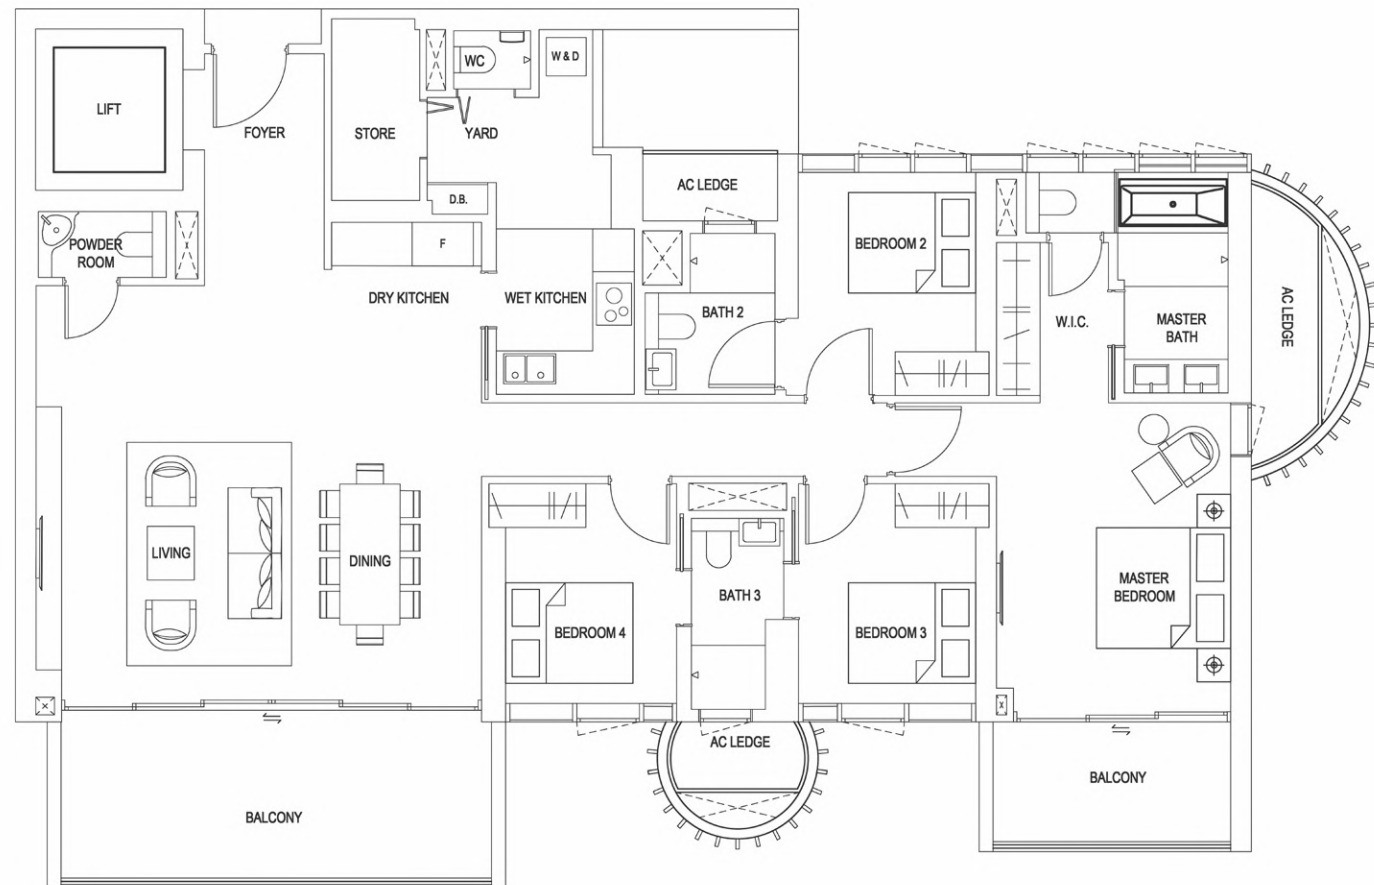 LIFT
FOYER
STORE
WC
W & D
YARD
D.B.
AC LEDGE
POWDER
ROOM
F
DRY KITCHEN
WET KITCHEN
BATH 2
BEDROOM 2
W.I.C.
MASTER
BATH
AC LEDGE
LIVING
DINING
BEDROOM 4
BATH 3
BEDROOM 3
MASTER
BEDROOM
AC LEDGE
BALCONY
BALCONY